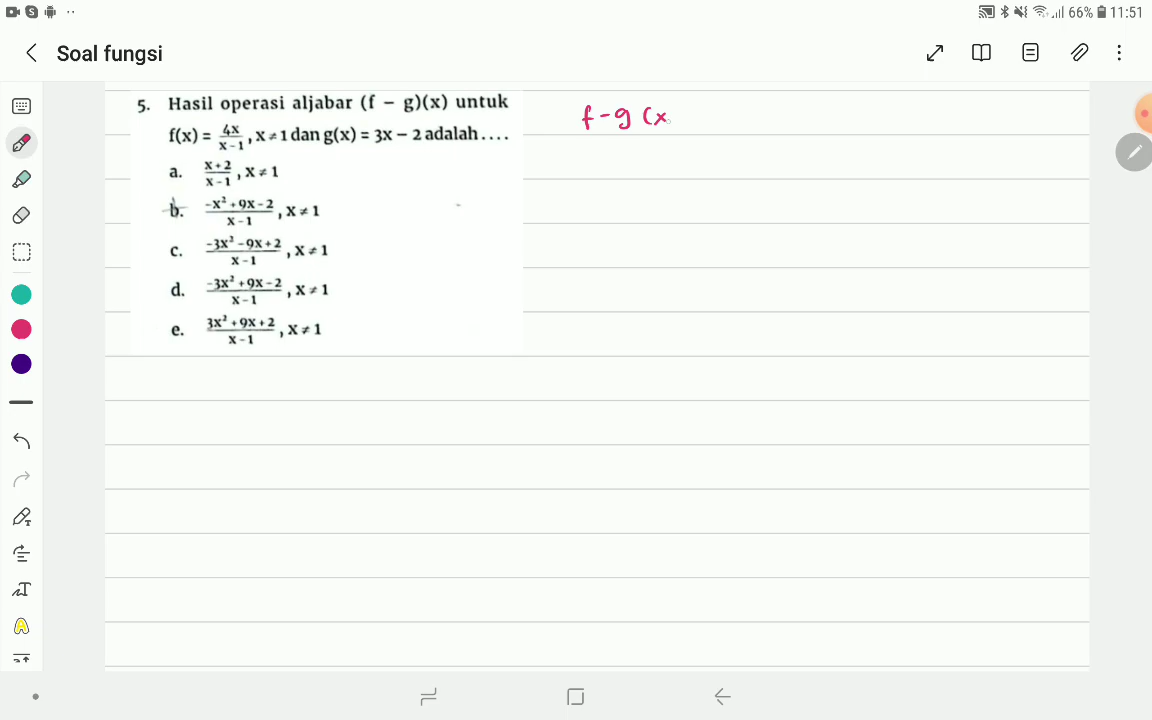 66% 11:51
Soal fungsi
5. Hasil operasi aljabar (f – g)(x) untuk
f(x) = 4x/x – 1, x ≠ 1 dan g(x) = 3x – 2 adalah ....
a. x + 2/x – 1, x ≠ 1
b. -x² + 9x – 2/x – 1, x ≠ 1
c. -3x² – 9x + 2/x – 1, x ≠ 1
d. -3x² + 9x – 2/x – 1, x ≠ 1
e. 3x² + 9x + 2/x – 1, x ≠ 1
f - g (x